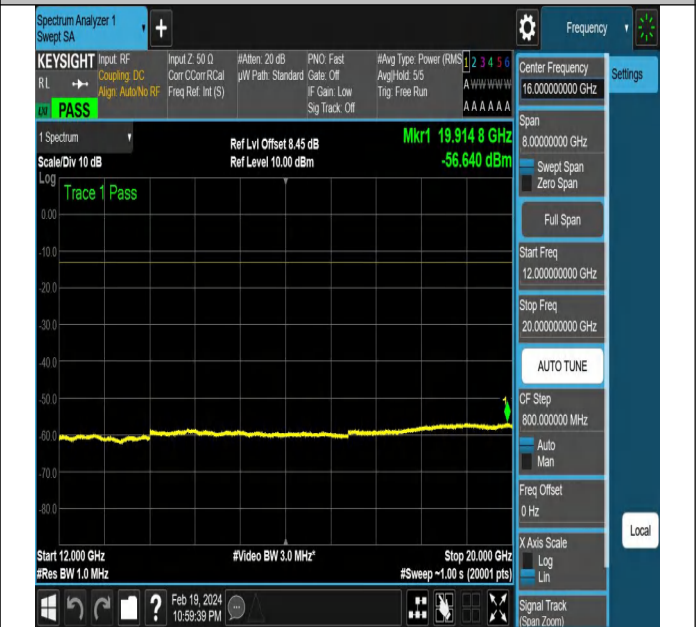 Spectrum Analyzer 1
Swept SA
+
Frequency
KEYSIGHT
RL
PASS
Input: RF
Coupling: DC
Align: Auto/No RF
Input Z: 50 Ω
Corr CCorr RCal
Freq Ref: Int (S)
#Atten: 20 dB
µW Path: Standard
PNO: Fast
Gate: Off
IF Gain: Low
Sig Track: Off
#Avg Type: Power (RMS
Avg|Hold: 5/5
Trig: Free Run
1 2 3 4 5 6
A W W W W W
A A A A A A
1 Spectrum
Scale/Div 10 dB
Ref Lvl Offset 8.45 dB
Ref Level 10.00 dBm
Mkr1 19.914 8 GHz
-56.640 dBm
Log
Trace 1 Pass
0.00
-10.0
-20.0
-30.0
-40.0
-50.0
-60.0
-70.0
-80.0
1
Start 12.000 GHz
#Res BW 1.0 MHz
#Video BW 3.0 MHz*
Stop 20.000 GHz
#Sweep ~1.00 s (20001 pts)
Center Frequency
16.00000000 GHz
Settings
Span
8.00000000 GHz
Swept Span
Zero Span
Full Span
Start Freq
12.000000000 GHz
Stop Freq
20.000000000 GHz
AUTO TUNE
CF Step
800.000000 MHz
Auto
Man
Freq Offset
0 Hz
X Axis Scale
Log
Lin
Local
Signal Track
(Span Zoom)
?
Feb 19, 2024
10:59:39 PM